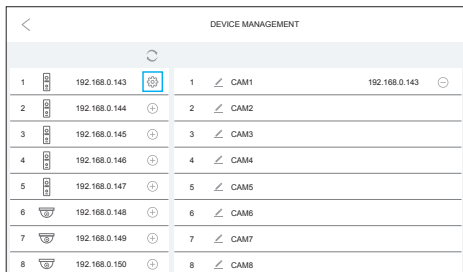 DEVICE MANAGEMENT
1 192.168.0.143 1 CAM1 192.168.0.143
2 192.168.0.144 2 CAM2
3 192.168.0.145 3 CAM3
4 192.168.0.146 4 CAM4
5 192.168.0.147 5 CAM5
6 192.168.0.148 6 CAM6
7 192.168.0.149 7 CAM7
8 192.168.0.150 8 CAM8